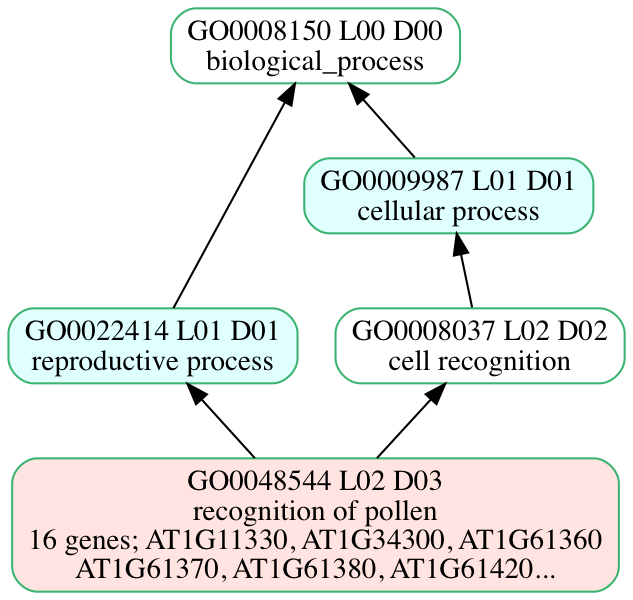 GO0008150 L00 D00
biological_process
GO0009987 L01 D01
cellular process
GO0022414 L01 D01
reproductive process
GO0008037 L02 D02
cell recognition
GO0048544 L02 D03
recognition of pollen
16 genes; AT1G11330, AT1G34300, AT1G61360
AT1G61370, AT1G61380, AT1G61420...